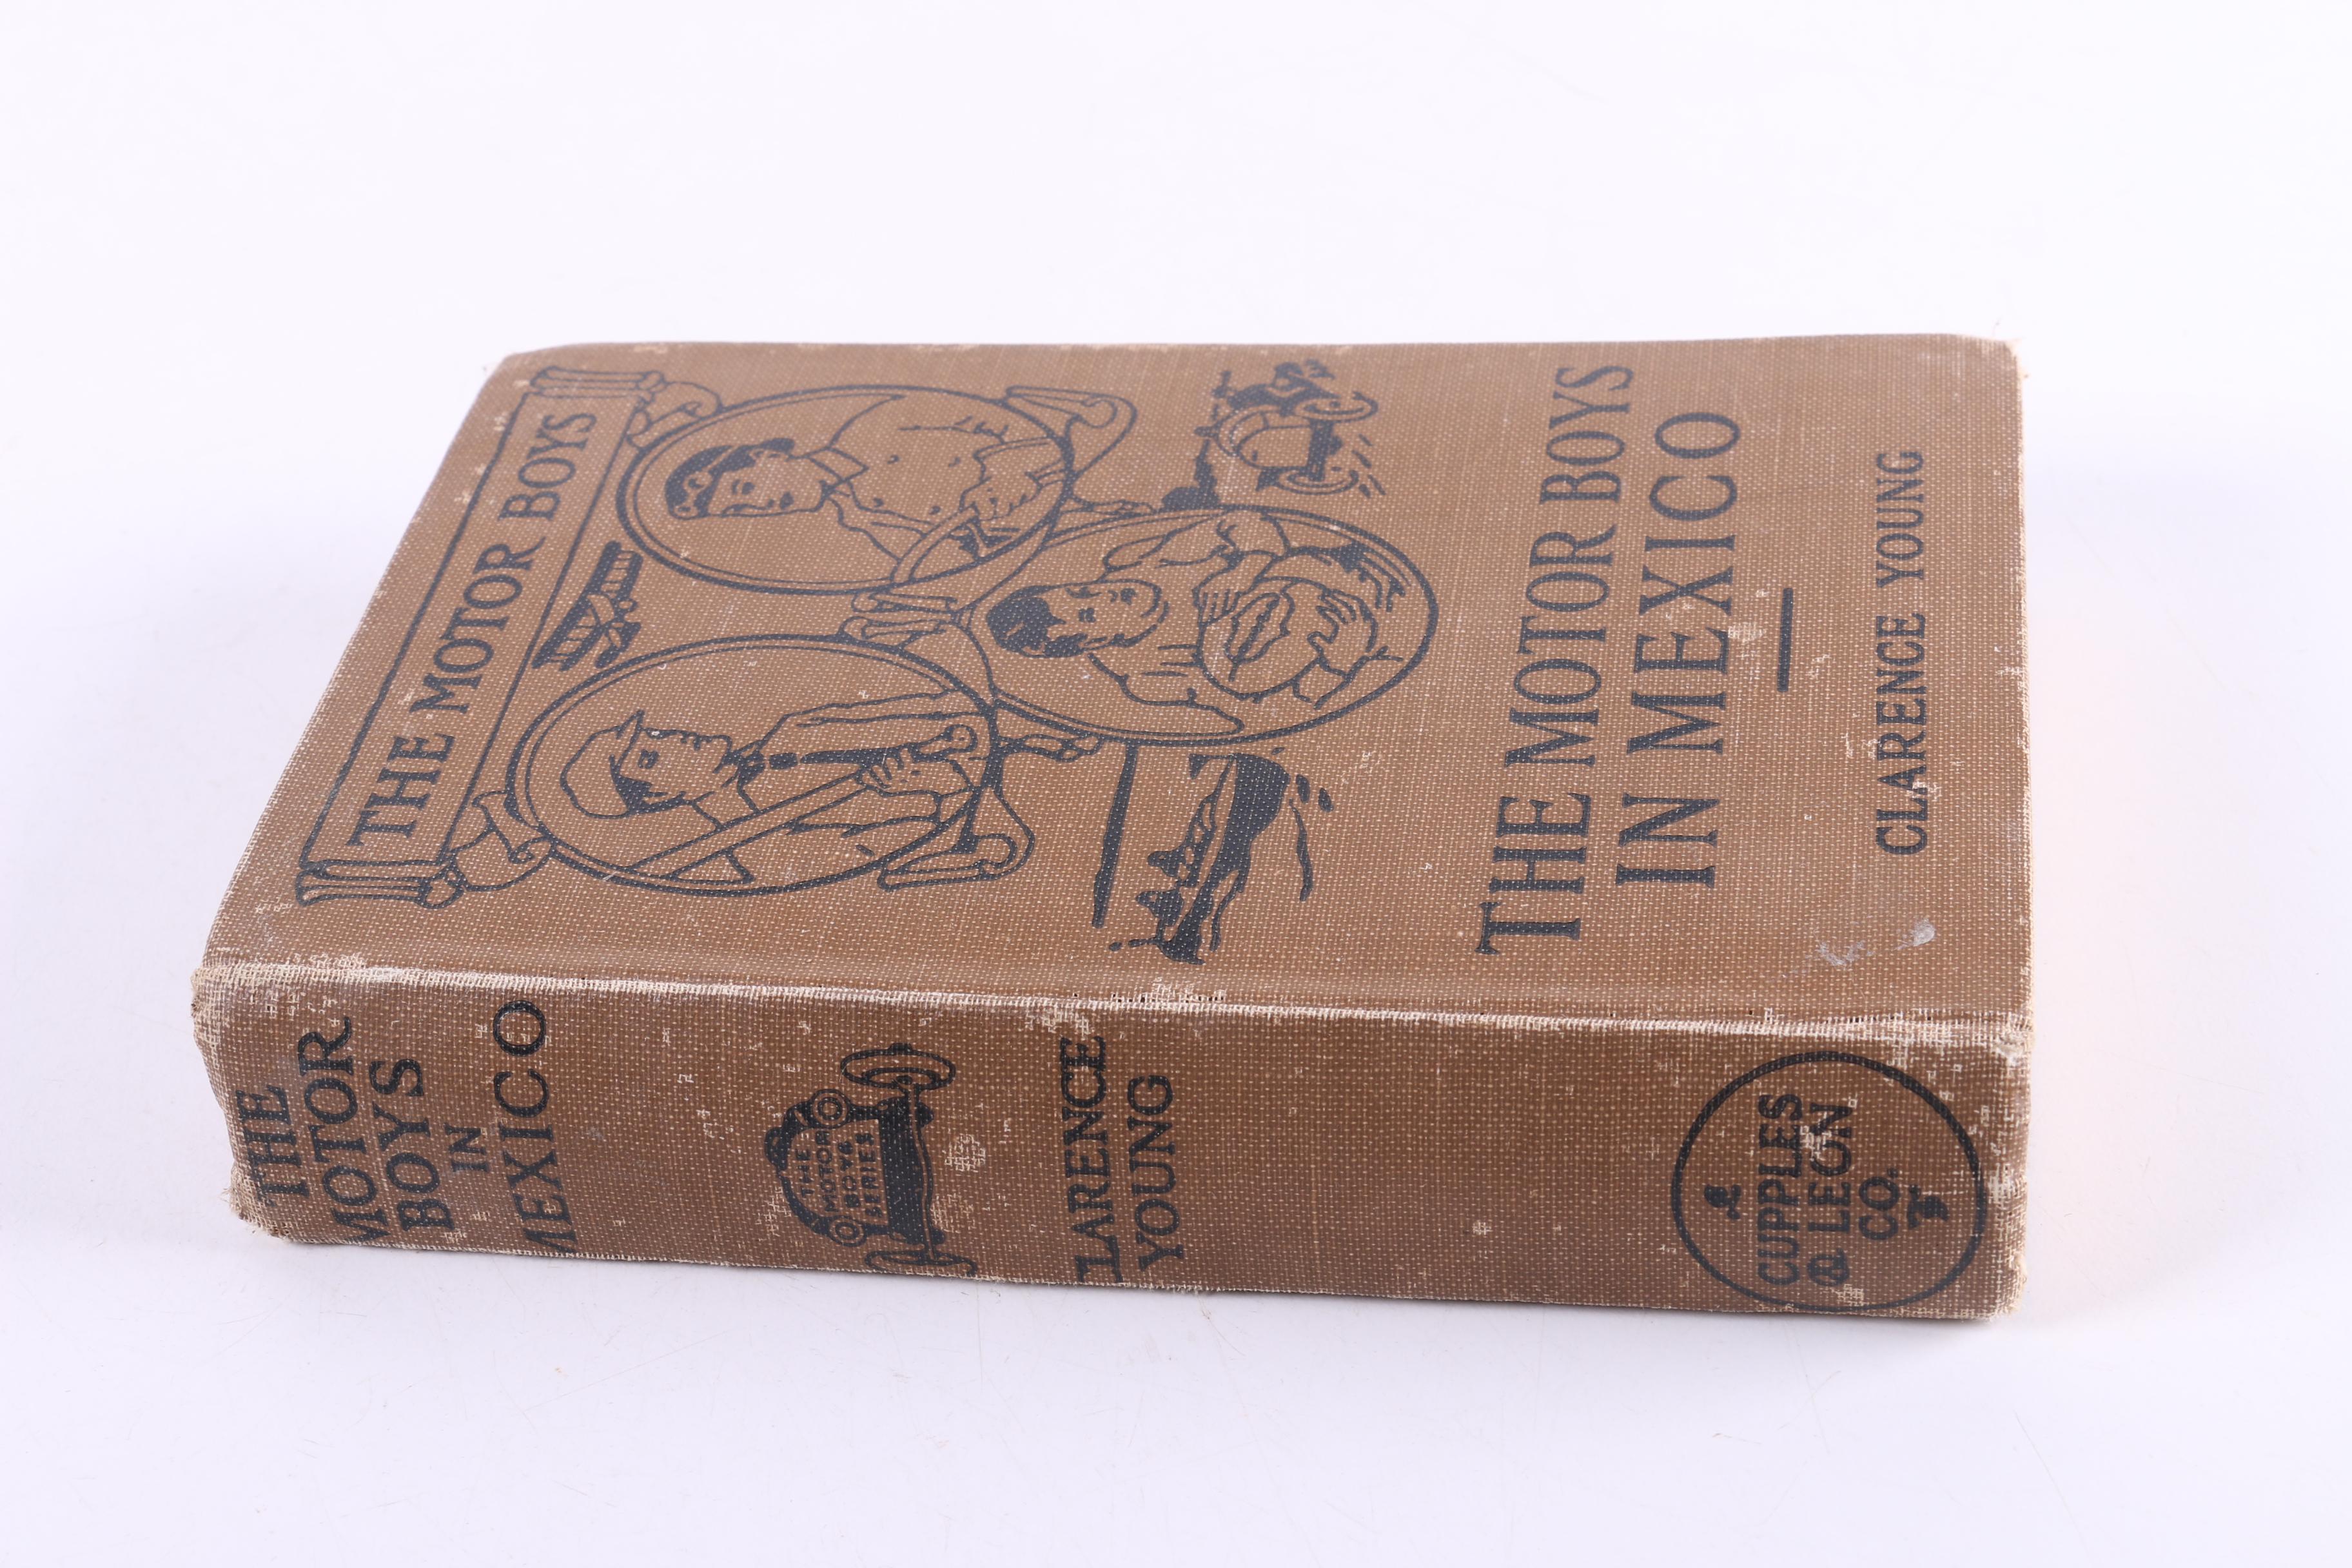 THE MOTOR BOYS
THE MOTOR BOYS
IN MEXICO
CLARENCE YOUNG
THE
MOTOR
BOYS
IN
MEXICO
THE
MOTOR
BOYS
SERIES
CLARENCE
YOUNG
CUPPLES
& LEON
CO.